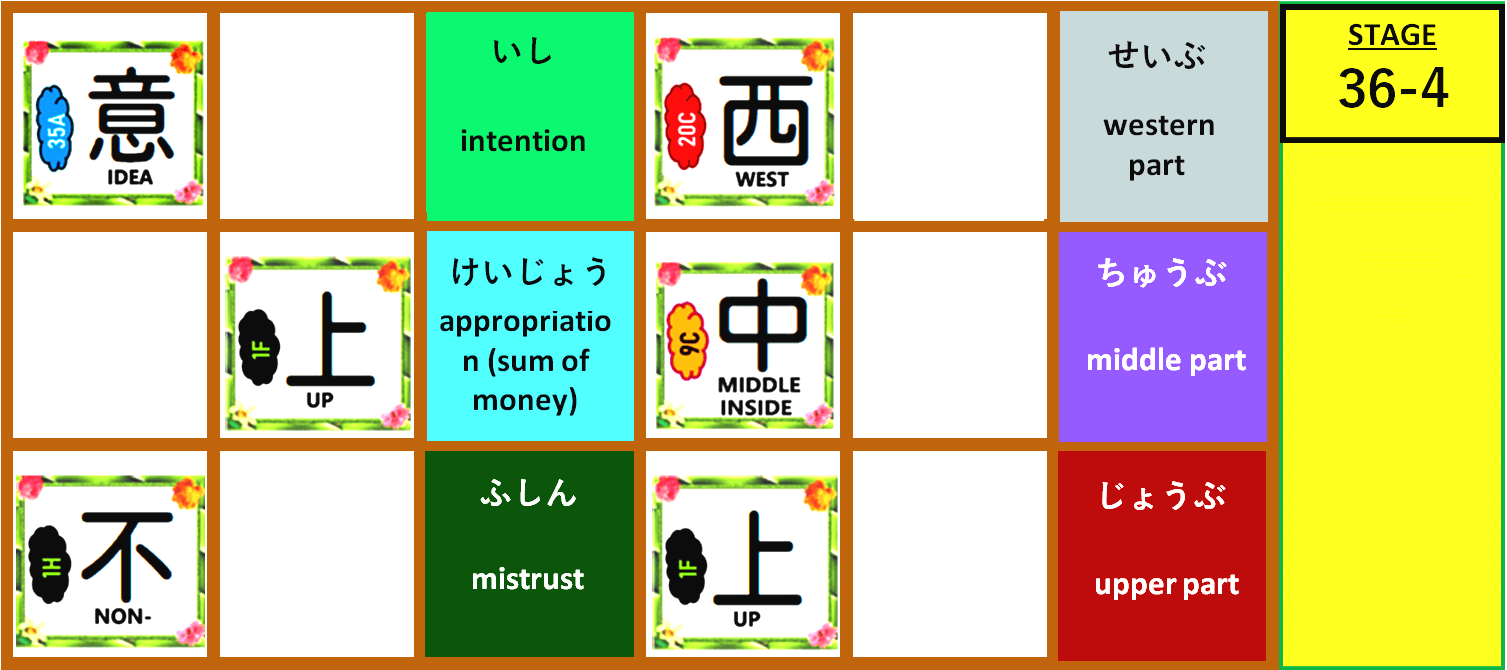 35A
意
IDEA
いし
intention
20C
西
WEST
せいぶ
western
part
STAGE
36-4
1F
上
UP
けいじょう
appropriatio
n (sum of
money)
9C
中
MIDDLE
INSIDE
ちゅうぶ
middle part
1H
不
NON-
ふしん
mistrust
1F
上
UP
じょうぶ
upper part